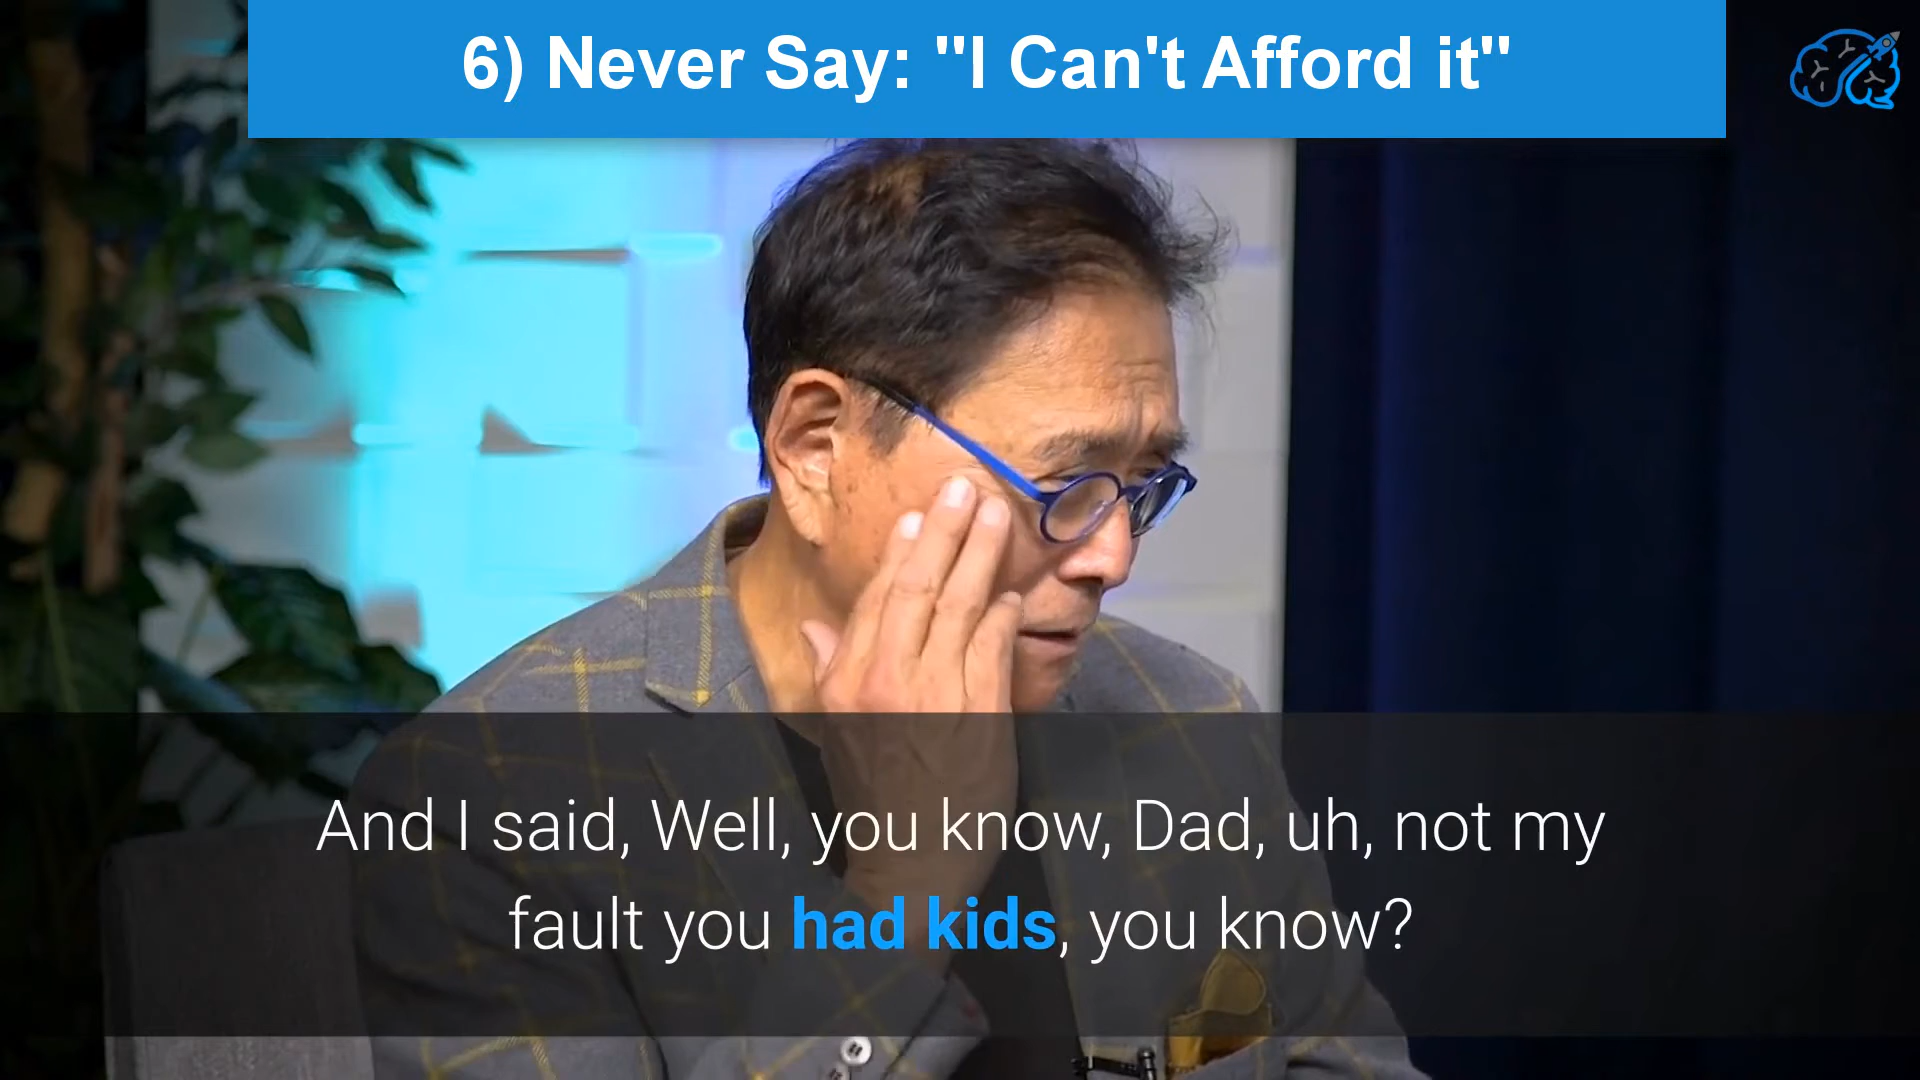 6) Never Say: "I Can't Afford it"
And I said, Well, you know, Dad, uh, not my
fault you had kids, you know?